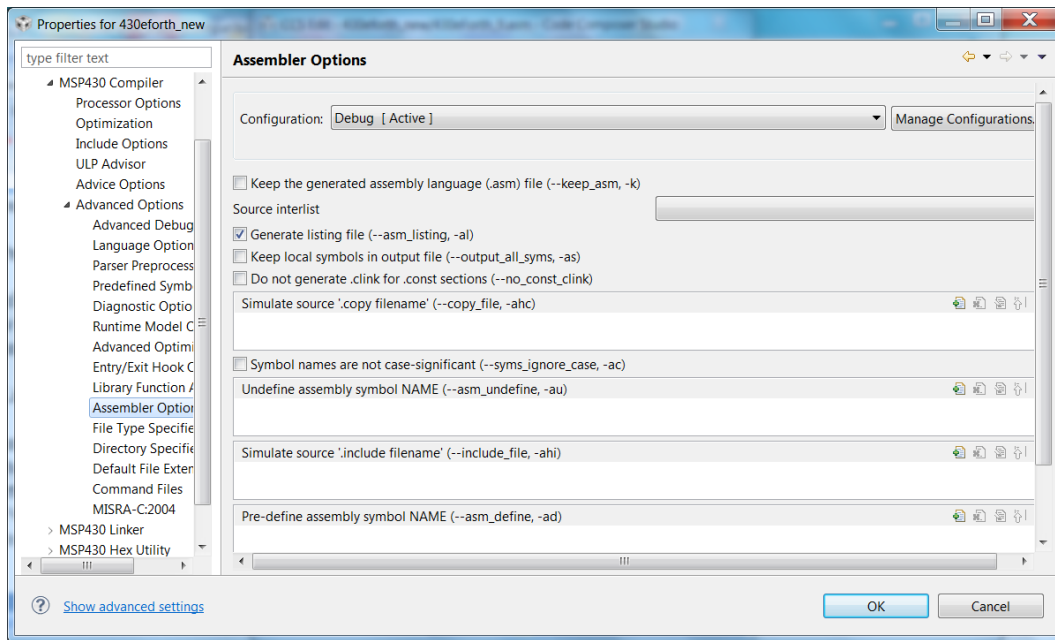 Properties for 430eforth_new
type filter text
MSP430 Compiler
Processor Options
Optimization
Include Options
ULP Advisor
Advice Options
Advanced Options
Advanced Debug
Language Option
Parser Preprocess
Predefined Symb
Diagnostic Optio
Runtime Model C
Advanced Optimi
Entry/Exit Hook C
Library Function A
Assembler Option
File Type Specifie
Directory Specifie
Default File Exten
Command Files
MISRA-C:2004
MSP430 Linker
MSP430 Hex Utility
Assembler Options
Configuration: Debug [ Active ] Manage Configurations.
Keep the generated assembly language (.asm) file (--keep_asm, -k)
Source interlist
Generate listing file (--asm_listing, -al)
Keep local symbols in output file (--output_all_syms, -as)
Do not generate .clink for .const sections (--no_const_clink)
Simulate source '.copy filename' (--copy_file, -ahc)
Symbol names are not case-significant (--syms_ignore_case, -ac)
Undefine assembly symbol NAME (--asm_undefine, -au)
Simulate source '.include filename' (--include_file, -ahi)
Pre-define assembly symbol NAME (--asm_define, -ad)
Show advanced settings
OK Cancel